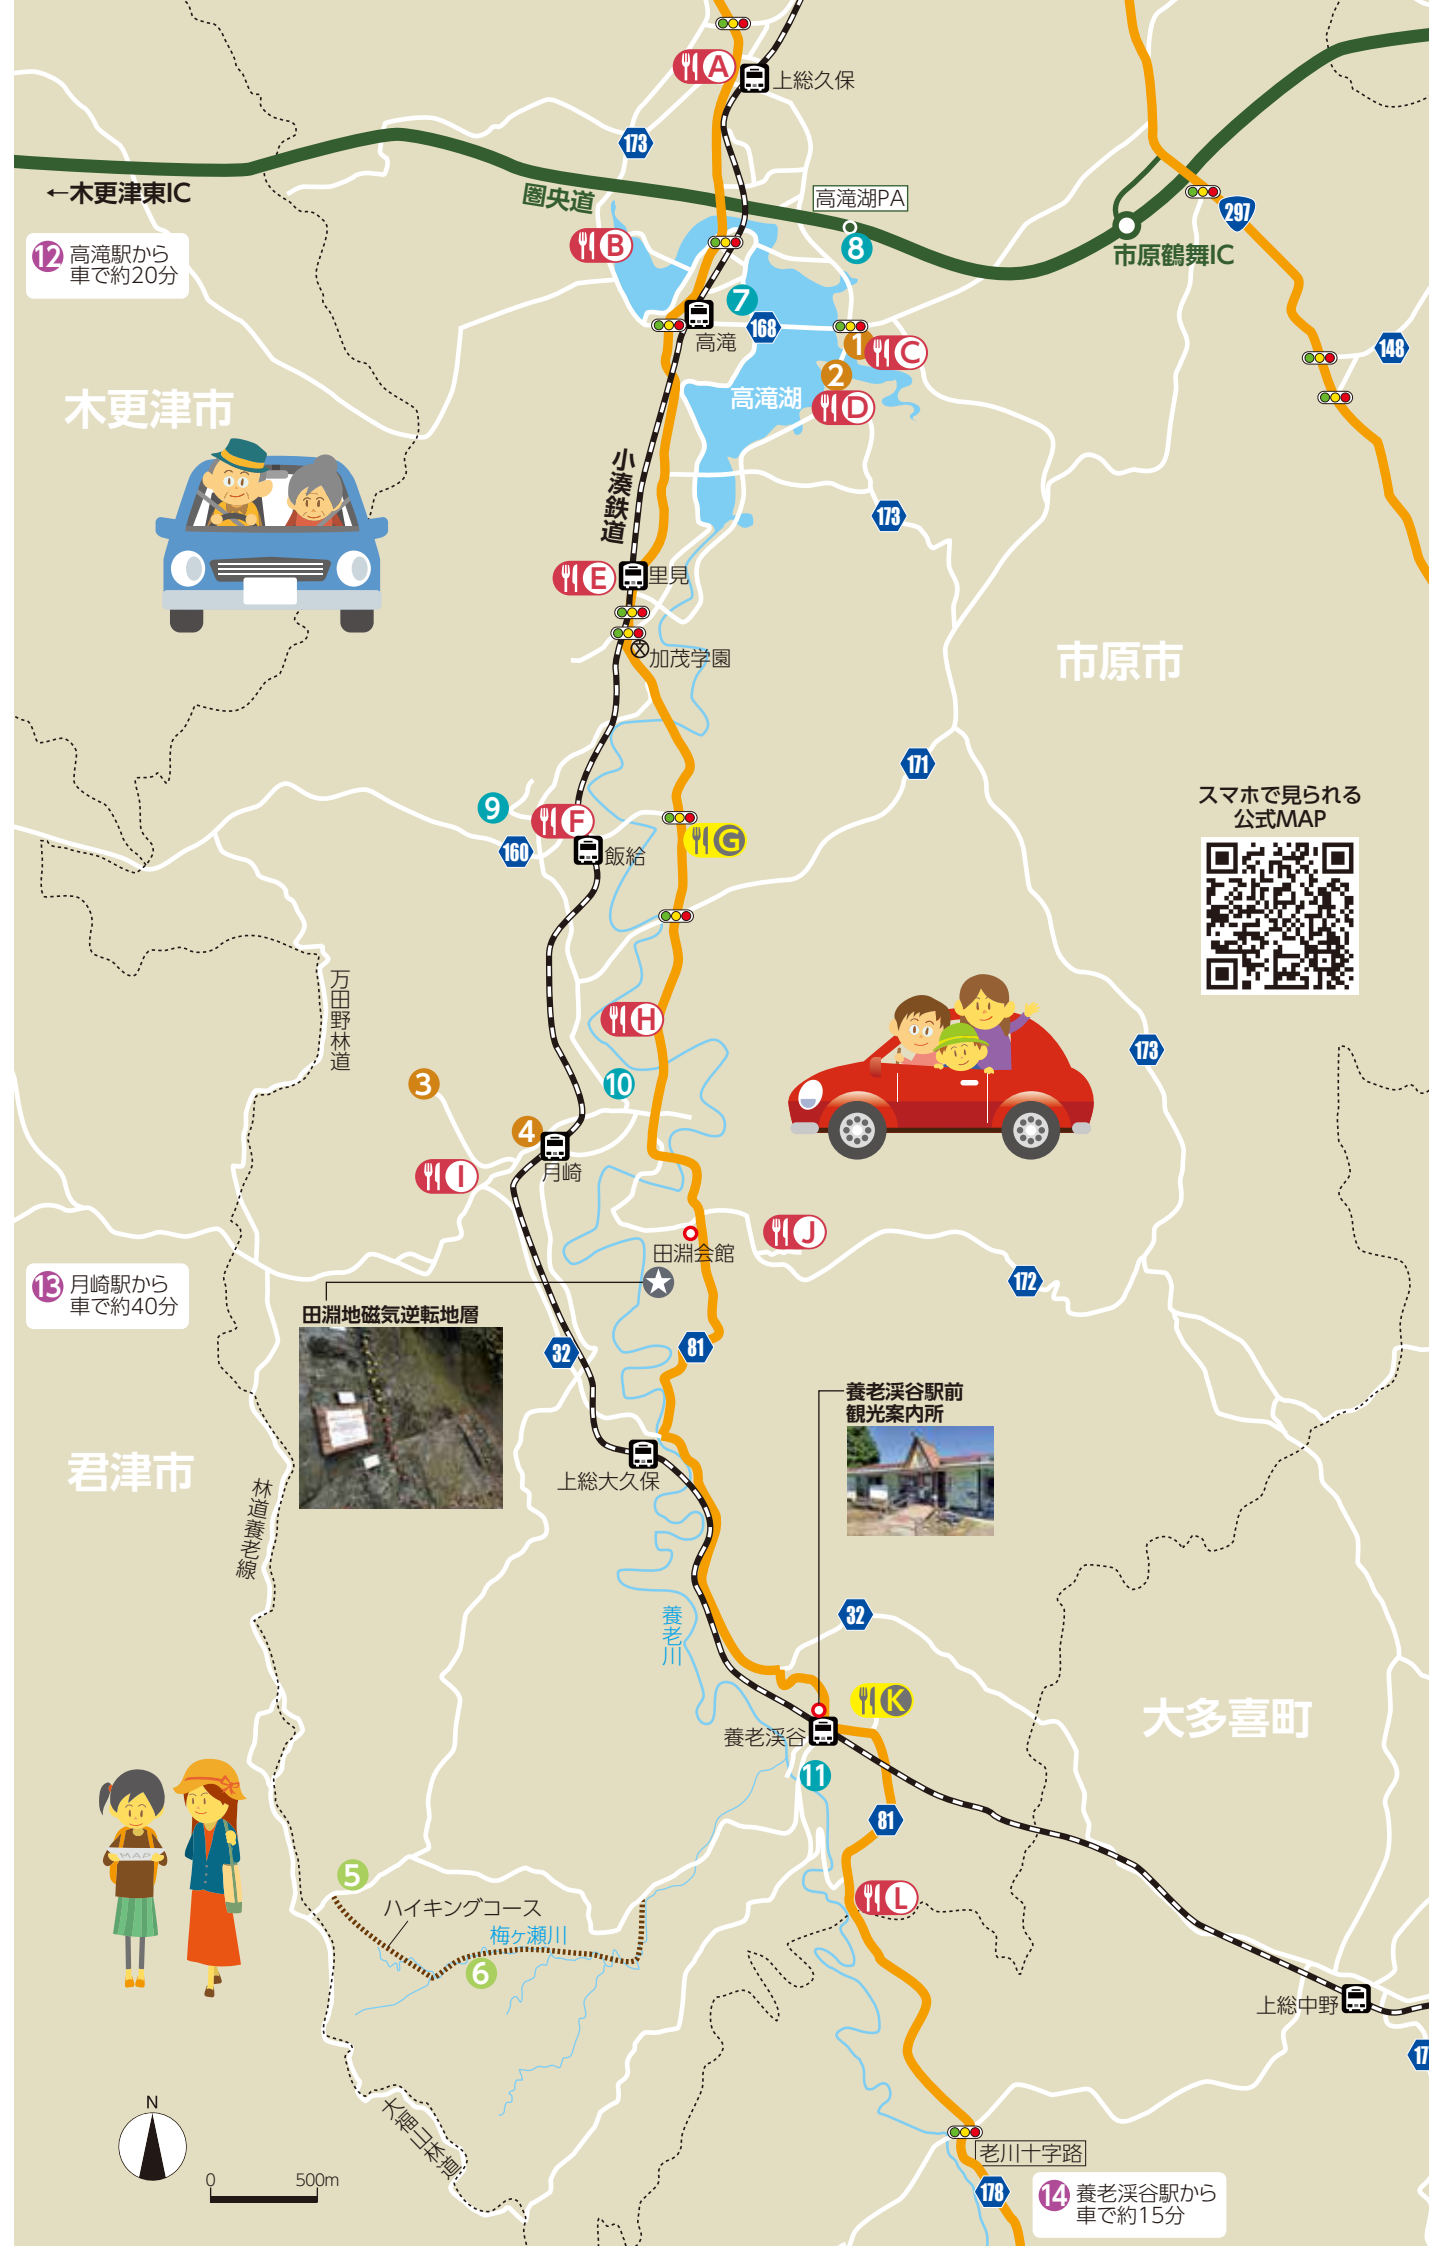 A
上総久保
173
←木更津東IC
圏央道
高滝湖PA
297
B
8
市原鶴舞IC
12
高滝駅から
車で約20分
7
168
高滝
1
C
148
2
D
高滝湖
木更津市
小湊鉄道
173
E
里見
加茂学園
市原市
171
スマホで見られる
公式MAP
9
F
160
飯給
G
万田野林道
H
173
3
10
4
月崎
I
J
田淵会館
172
13
月崎駅から
車で約40分
田淵地磁気逆転地層
32
81
養老渓谷駅前
観光案内所
君津市
上総大久保
林道養老線
養老川
32
K
大多喜町
養老渓谷
11
81
MAP
5
ハイキングコース
梅ヶ瀬川
6
L
上総中野
17
大福山林道
N
0
500m
老川十字路
178
14
養老渓谷駅から
車で約15分